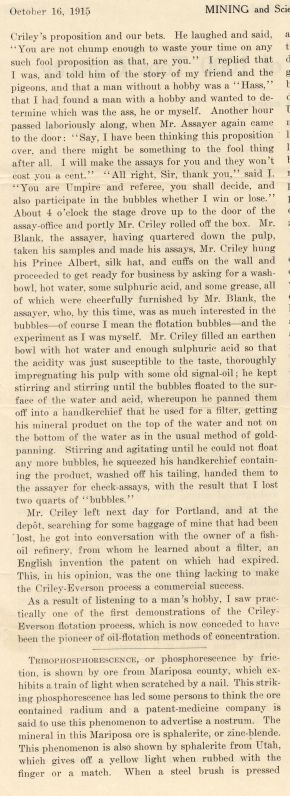 October 16, 1915 MINING and Scie
Criley's proposition and our bets. He laughed and said,
"You are not chump enough to waste your time on any
such fool proposition as that, are you." I replied that
I was, and told him of the story of my friend and the
pigeons, and that a man without a hobby was a "Hass,"
that I had found a man with a hobby and wanted to de-
termine which was the ass, he or myself. Another hour
passed laboriously along, when Mr. Assayer again came
to the door: "Say, I have been thinking this proposition
over, and there might be something to the fool thing
after all. I will make the assays for you and they won't
cost you a cent." "All right, Sir, thank you," said I.
"You are Umpire and referee, you shall decide, and
also participate in the bubbles whether I win or lose."
About 4 o'clock the stage drove up to the door of the
assay-office and portly Mr. Criley rolled off the box. Mr.
Blank, the assayer, having quartered down the pulp,
taken his samples and made his assays, Mr. Criley hung
his Prince Albert, silk hat, and cuffs on the wall and
proceeded to get ready for business by asking for a wash-
bowl, hot water, some sulphuric acid, and some grease, all
of which were cheerfully furnished by Mr. Blank, the
assayer, who, by this time, was as much interested in the
bubbles—of course I mean the flotation bubbles—and the
experiment as I was myself. Mr. Criley filled an earthen
bowl with hot water and enough sulphuric acid so that
the acidity was just susceptible to the taste, thoroughly
impregnating his pulp with some old signal-oil; he kept
stirring and stirring until the bubbles floated to the sur-
face of the water and acid, whereupon he panned them
off into a handkerchief that he used for a filter, getting
his mineral product on the top of the water and not on
the bottom of the water as in the usual method of gold-
panning. Stirring and agitating until he could not float
any more bubbles, he squeezed his handkerchief contain-
ing the product, washed off his tailing, handed them to
the assayer for check-assays, with the result that I lost
two quarts of "bubbles."
Mr. Criley left next day for Portland, and at the
depôt, searching for some baggage of mine that had been
lost, he got into conversation with the owner of a fish-
oil refinery, from whom he learned about a filter, an
English invention the patent on which had expired.
This, in his opinion, was the one thing lacking to make
the Criley-Everson process a commercial success.
As a result of listening to a man's hobby, I saw prac-
tically one of the first demonstrations of the Criley-
Everson flotation process, which is now conceded to have
been the pioneer of oil-flotation methods of concentration.
TRIBOPHOSPHORESCENCE, or phosphorescence by fric-
tion, is shown by ore from Mariposa county, which ex-
hibits a train of light when scratched by a nail. This strik-
ing phosphorescence has led some persons to think the ore
contained radium and a patent-medicine company is
said to use this phenomenon to advertise a nostrum. The
mineral in this Mariposa ore is sphalerite, or zinc-blende.
This phenomenon is also shown by sphalerite from Utah,
which gives off a yellow light when rubbed with the
finger or a match. When a steel brush is pressed